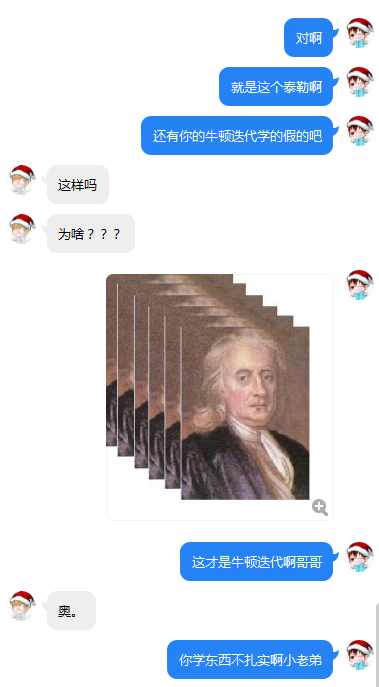 对啊
就是这个泰勒啊
还有你的牛顿迭代学的假的吧
这样吗
为啥？？？
这才是牛顿迭代啊哥哥
奥。
你学东西不扎实啊小老弟